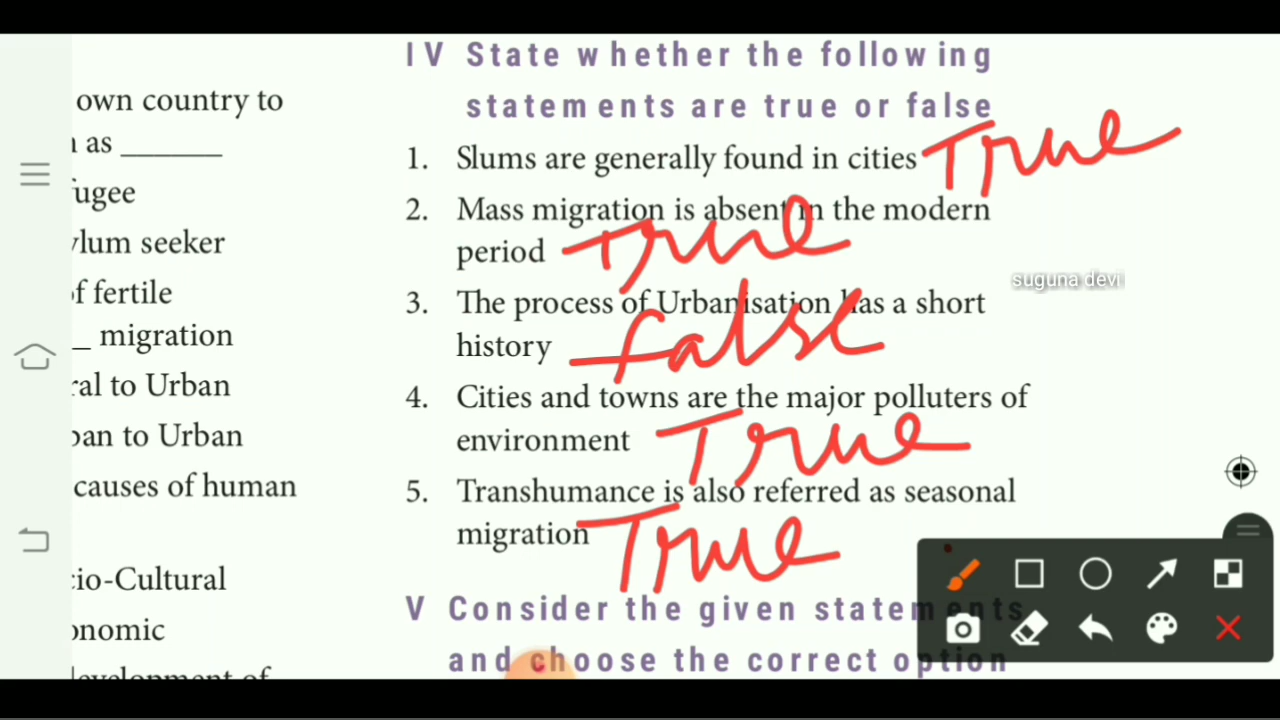 IV State whether the following
statements are true or false
own country to
as ______
1. Slums are generally found in cities True
2. Mass migration is absent in the modern
period True
ylum seeker
suguna devi
of fertile
3. The process of Urbanisation has a short
history false
__ migration
4. Cities and towns are the major polluters of
environment True
ral to Urban
ban to Urban
causes of human
5. Transhumance is also referred as seasonal
migration True
cio-Cultural
onomic
V Consider the given statements
and choose the correct option